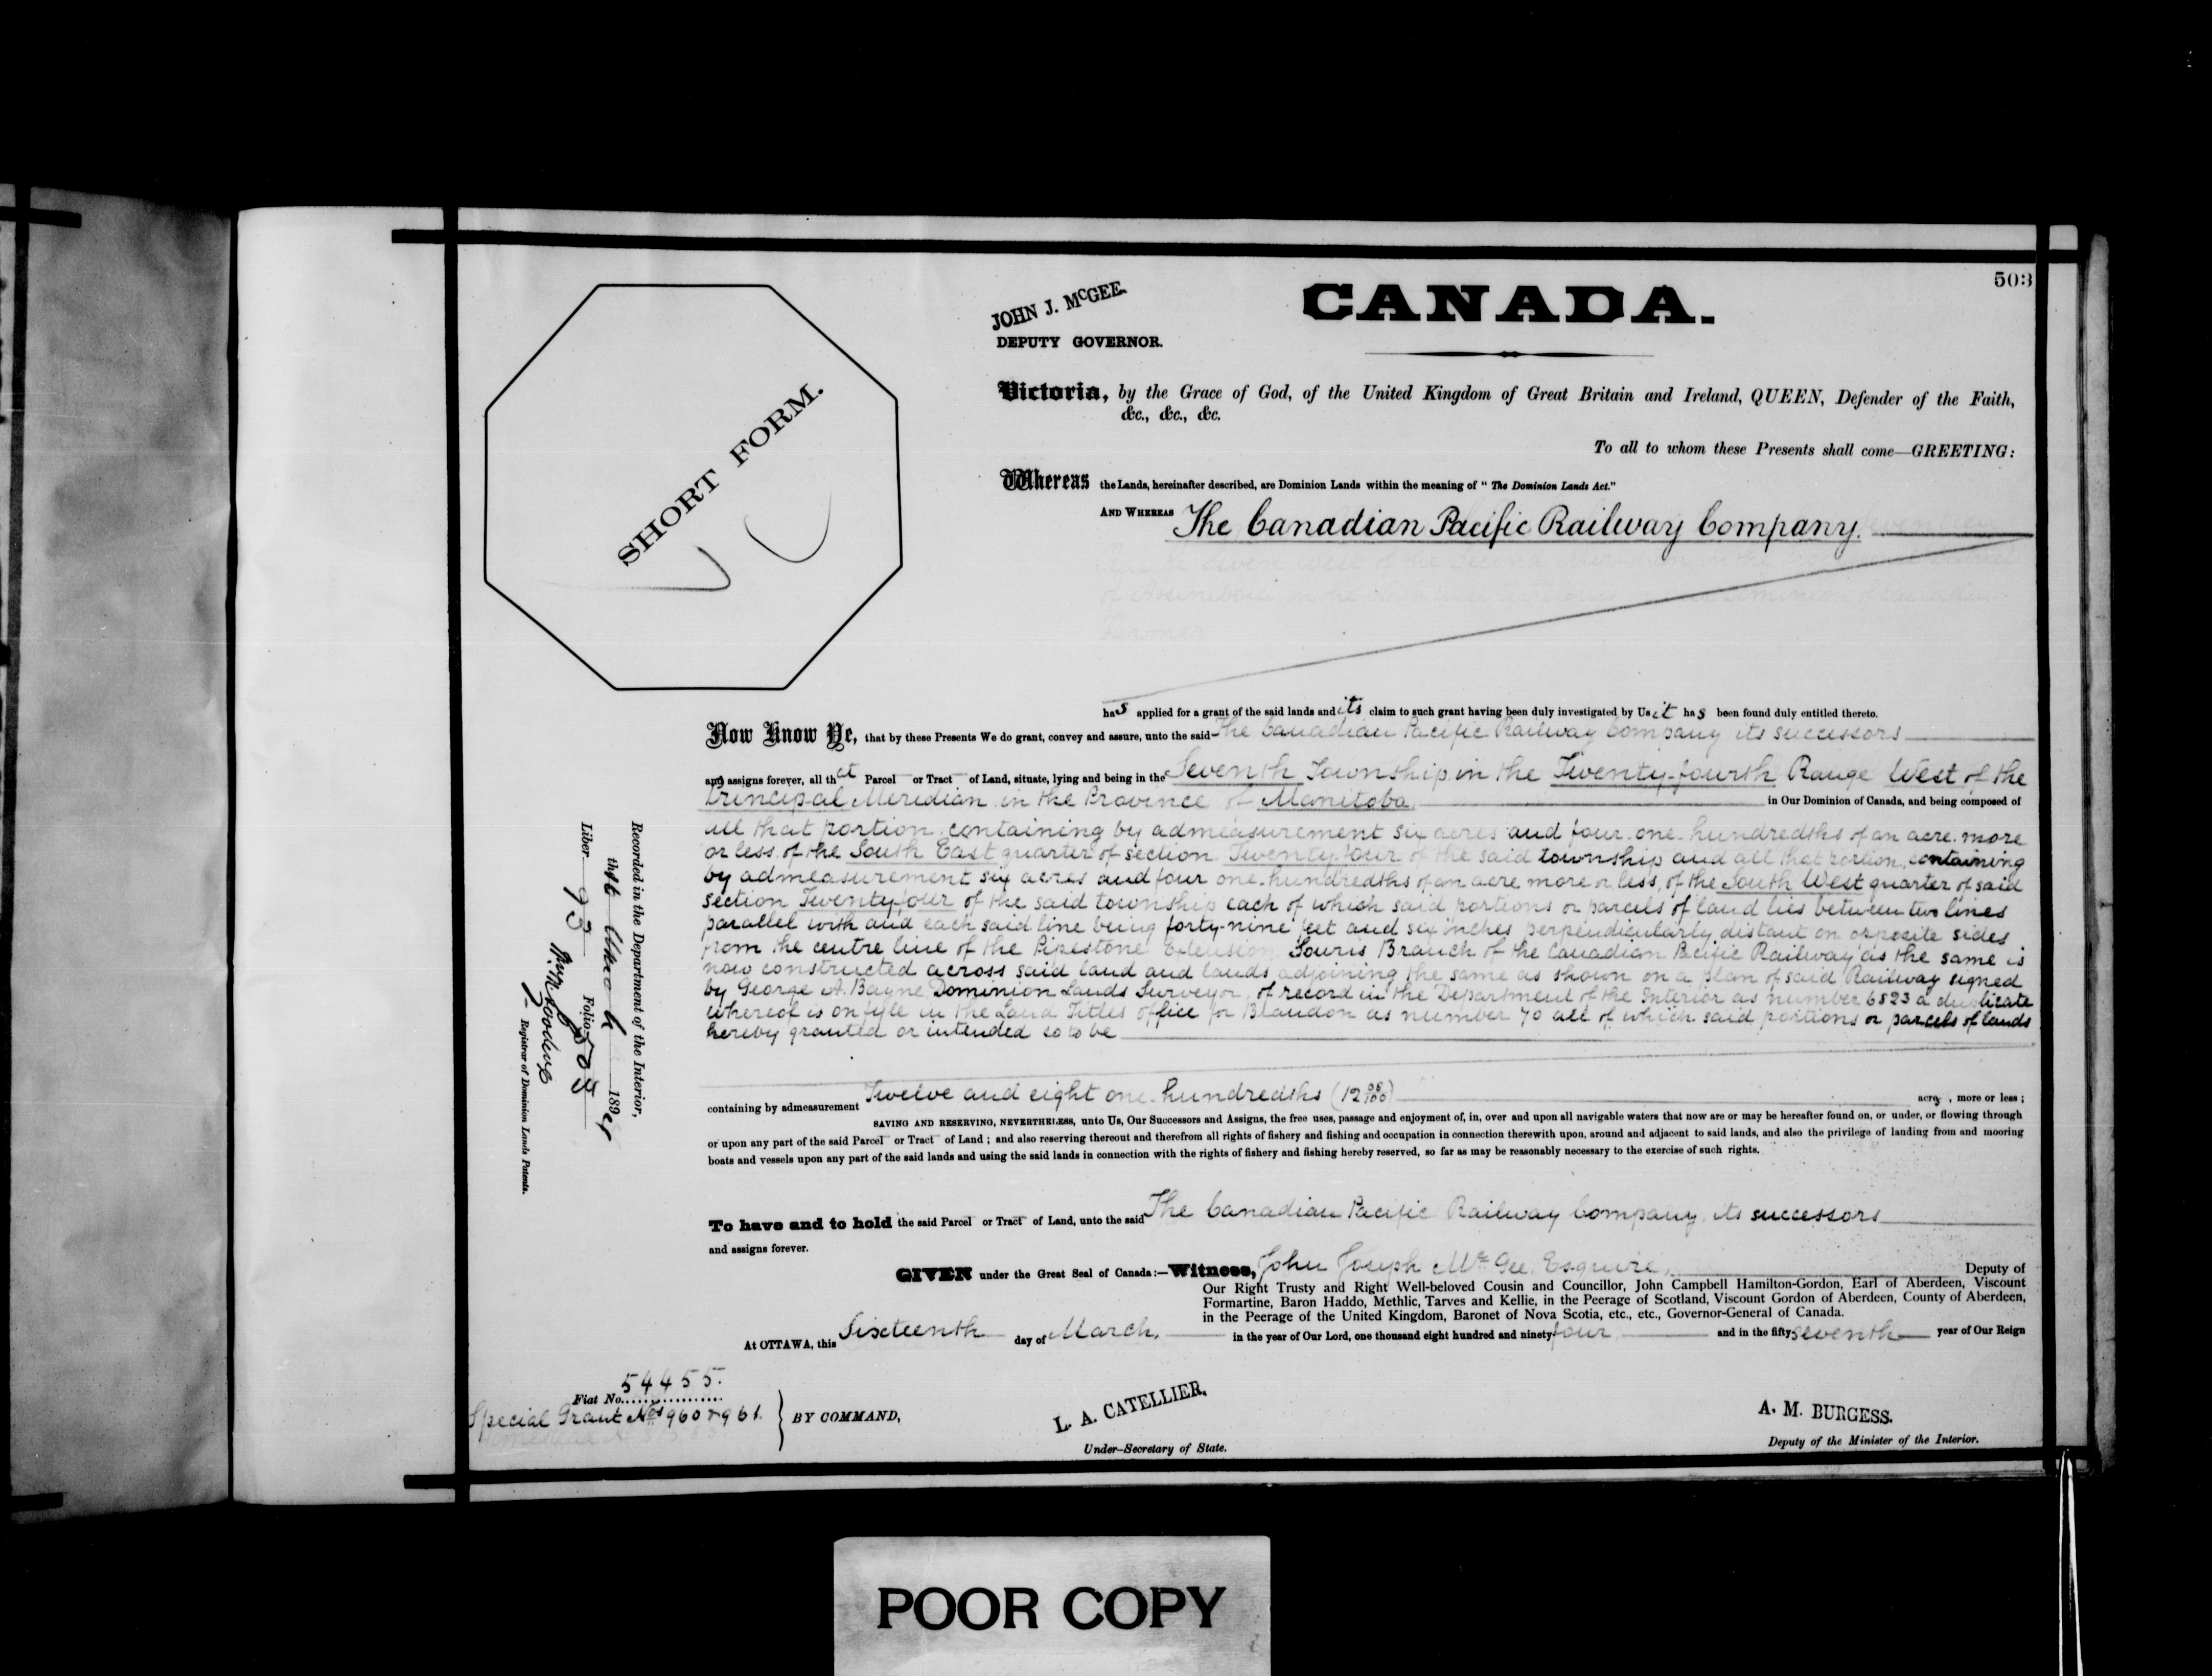 503
JOHN J. McGEE.
DEPUTY GOVERNOR.
CANADA.
SHORT FORM.
Victoria, by the Grace of God, of the United Kingdom of Great Britain and Ireland, QUEEN, Defender of the Faith,
&c., &c., &c.
To all to whom these Presents shall come—GREETING:
Whereas the Lands, hereinafter described, are Dominion Lands within the meaning of "The Dominion Lands Act."
AND WHEREAS The Canadian Pacific Railway Company.
has applied for a grant of the said lands and its claim to such grant having been duly investigated by Us it has been found duly entitled thereto.
Now Know Ye, that by these Presents We do grant, convey and assure, unto the said The Canadian Pacific Railway Company its successors
and assigns forever, all that Parcel or Tract of Land, situate, lying and being in the Seventh Township in the Twenty-fourth Range West of the
Principal Meridian in the Province of Manitoba in Our Dominion of Canada, and being composed of
all that portion containing by admeasurement six acres and four one-hundredths of an acre more
or less, of the South East quarter of section Twenty four of the said township and all that portion, containing
by admeasurement six acres and four one hundredths of an acre more or less, of the South West quarter of said
section Twenty four of the said township each of which said portions or parcels of land lies between two lines
parallel with and each said line being forty-nine feet and six inches perpendicularly distant on opposite sides
from the centre line of the Pipestone Extension Souris Branch of the Canadian Pacific Railway as the same is
now constructed across said land and lands adjoining the same as shown on a plan of said Railway signed
by George A. Bayne Dominion Lands Surveyor, of record in the Department of the Interior as number 6823 a duplicate
whereof is on fyle in the Land Titles office for Brandon as number 70 all of which said portions or parcels of lands
hereby granted or intended so to be
containing by admeasurement Twelve and eight one-hundredths (12 08/100) acres, more or less;
SAVING AND RESERVING, NEVERTHELESS, unto Us, Our Successors and Assigns, the free uses, passage and enjoyment of, in, over and upon all navigable waters that now are or may be hereafter found on, or under, or flowing through
or upon any part of the said Parcel or Tract of Land; and also reserving thereout and therefrom all rights of fishery and fishing and occupation in connection therewith upon, around and adjacent to said lands, and also the privilege of landing from and mooring
boats and vessels upon any part of the said lands and using the said lands in connection with the rights of fishery and fishing hereby reserved, so far as may be reasonably necessary to the exercise of such rights.
To have and to hold the said Parcel or Tract of Land, unto the said The Canadian Pacific Railway Company, its successors
and assigns forever.
GIVEN under the Great Seal of Canada:—Witness, John Joseph McGee Esquire, Deputy of
Our Right Trusty and Right Well-beloved Cousin and Councillor, John Campbell Hamilton-Gordon, Earl of Aberdeen, Viscount
Formartine, Baron Haddo, Methlic, Tarves and Kellie, in the Peerage of Scotland, Viscount Gordon of Aberdeen, County of Aberdeen,
in the Peerage of the United Kingdom, Baronet of Nova Scotia, etc., etc., Governor-General of Canada.
At OTTAWA, this Sixteenth day of March, in the year of Our Lord, one thousand eight hundred and ninety four and in the fifty seventh year of Our Reign
Fiat No. 54455.
Special Grant Nos 960 & 961.
BY COMMAND,
L. A. CATELLIER.
Under-Secretary of State.
A. M. BURGESS.
Deputy of the Minister of the Interior.
Recorded in the Department of the Interior,
this 1894
Liber 93 Folio 503
Registrar of Dominion Lands Patents.
POOR COPY